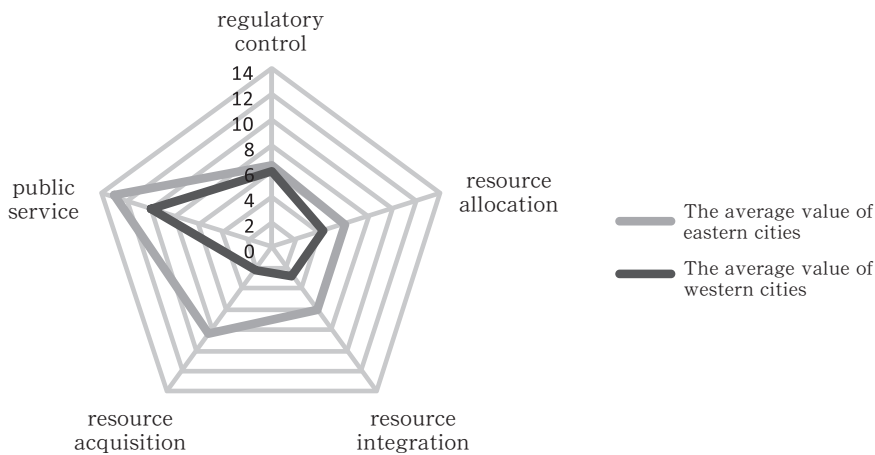 regulatory
control
14
12
10
8
6
4
2
0
public
service
resource
allocation
resource
acquisition
resource
integration
The average value of
eastern cities
The average value of
western cities